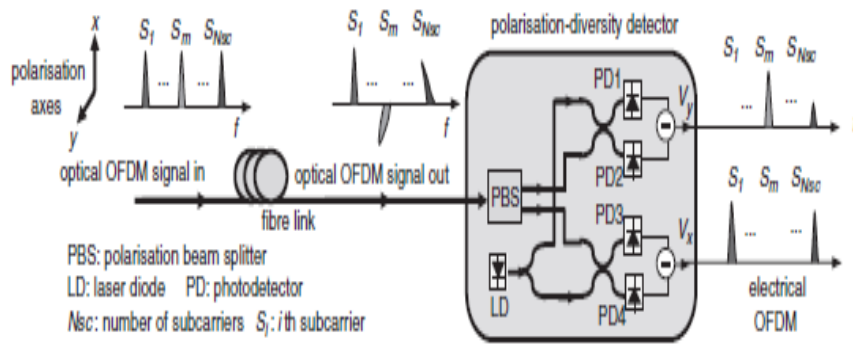 polarisation-diversity detector
x
polarisation
axes
y
S1 Sm SNsc
... ...
f
S1 Sm SNsc
... ...
f
optical OFDM signal in
optical OFDM signal out
fibre link
PBS
LD
PD1
PD2
PD3
PD4
Vy
Vx
S1 Sm SNsc
... ...
S1 Sm SNsc
... ...
electrical
OFDM
PBS: polarisation beam splitter
LD: laser diode PD: photodetector
Nsc: number of subcarriers Si: i th subcarrier